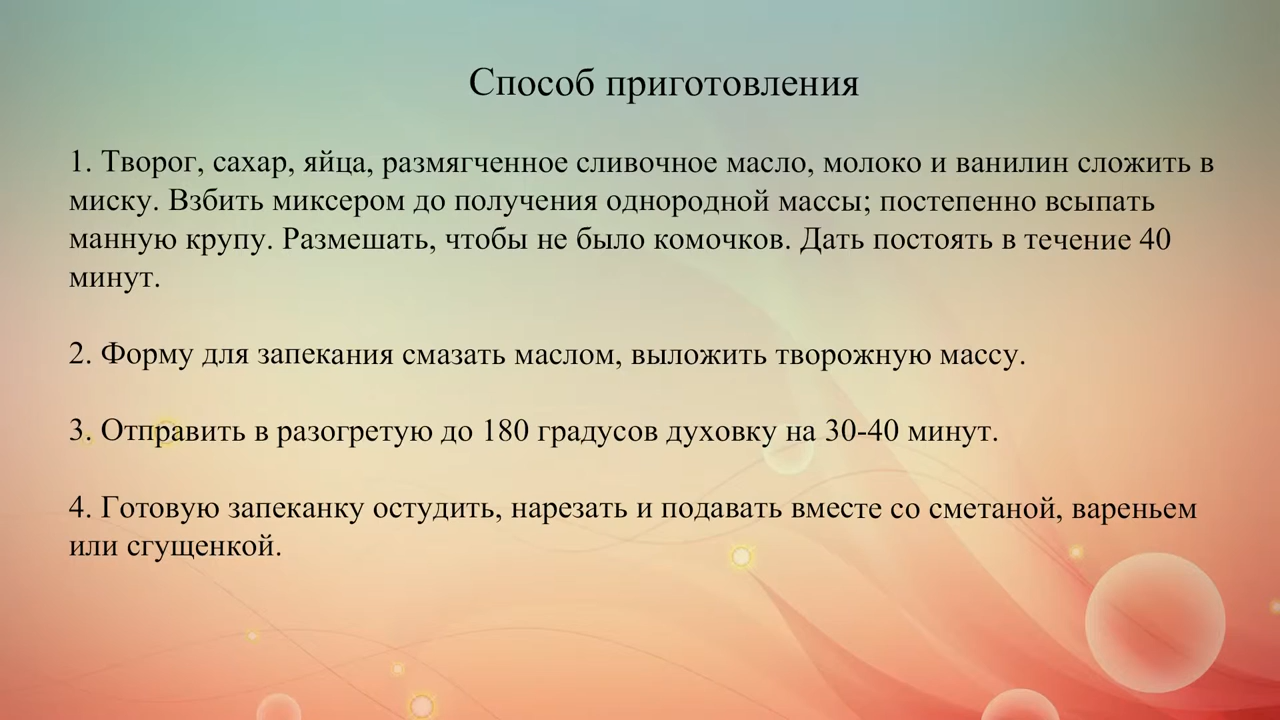 Способ приготовления
1. Творог, сахар, яйца, размягченное сливочное масло, молоко и ванилин сложить в
миску. Взбить миксером до получения однородной массы; постепенно всыпать
манную крупу. Размешать, чтобы не было комочков. Дать постоять в течение 40
минут.
2. Форму для запекания смазать маслом, выложить творожную массу.
3. Отправить в разогретую до 180 градусов духовку на 30-40 минут.
4. Готовую запеканку остудить, нарезать и подавать вместе со сметаной, вареньем
или сгущенкой.